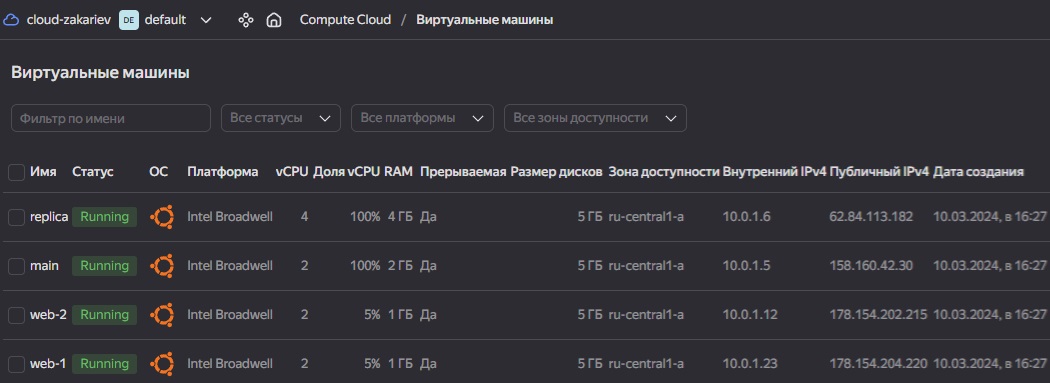 cloud-zakariev DE default Compute Cloud / Виртуальные машины
Виртуальные машины
Фильтр по имени Все статусы Все платформы Все зоны доступности
Имя Статус ОС Платформа vCPU Доля vCPU RAM Прерываемая Размер дисков Зона доступности Внутренний IPv4 Публичный IPv4 Дата создания
replica Running Intel Broadwell 4 100% 4 ГБ Да 5 ГБ ru-central1-a 10.0.1.6 62.84.113.182 10.03.2024, в 16:27
main Running Intel Broadwell 2 100% 2 ГБ Да 5 ГБ ru-central1-a 10.0.1.5 158.160.42.30 10.03.2024, в 16:27
web-2 Running Intel Broadwell 2 5% 1 ГБ Да 5 ГБ ru-central1-a 10.0.1.12 178.154.202.215 10.03.2024, в 16:27
web-1 Running Intel Broadwell 2 5% 1 ГБ Да 5 ГБ ru-central1-a 10.0.1.23 178.154.204.220 10.03.2024, в 16:27